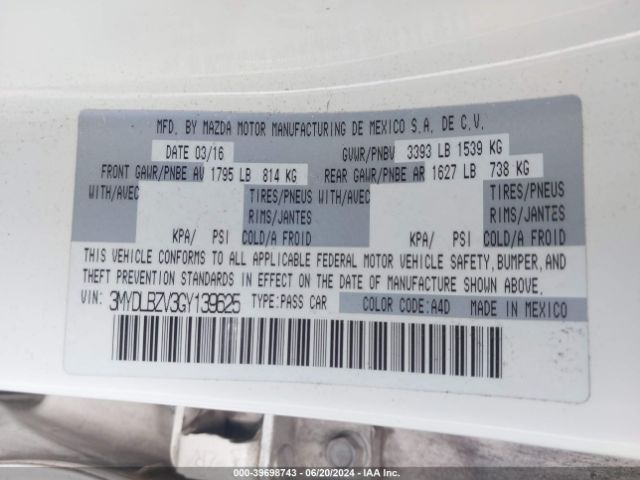 MFD. BY MAZDA MOTOR MANUFACTURING DE MEXICO S.A. DE C.V.
DATE 03/16 GVWR/PNBV 3393 LB 1539 KG
FRONT GAWR/PNBE AV 1795 LB 814 KG REAR GAWR/PNBE AR 1627 LB 738 KG
WITH/AVEC TIRES/PNEUS WITH/AVEC TIRES/PNEUS
RIMS/JANTES RIMS/JANTES
KPA/ PSI COLD/A FROID KPA/ PSI COLD/A FROID
THIS VEHICLE CONFORMS TO ALL APPLICABLE FEDERAL MOTOR VEHICLE SAFETY, BUMPER, AND
THEFT PREVENTION STANDARDS IN EFFECT ON THE DATE OF MANUFACTURE SHOWN ABOVE.
VIN: 3MYDLBZV3GY139625 TYPE:PASS CAR COLOR CODE:A4D MADE IN MEXICO
000-39698743 - 06/20/2024 - IAA Inc.